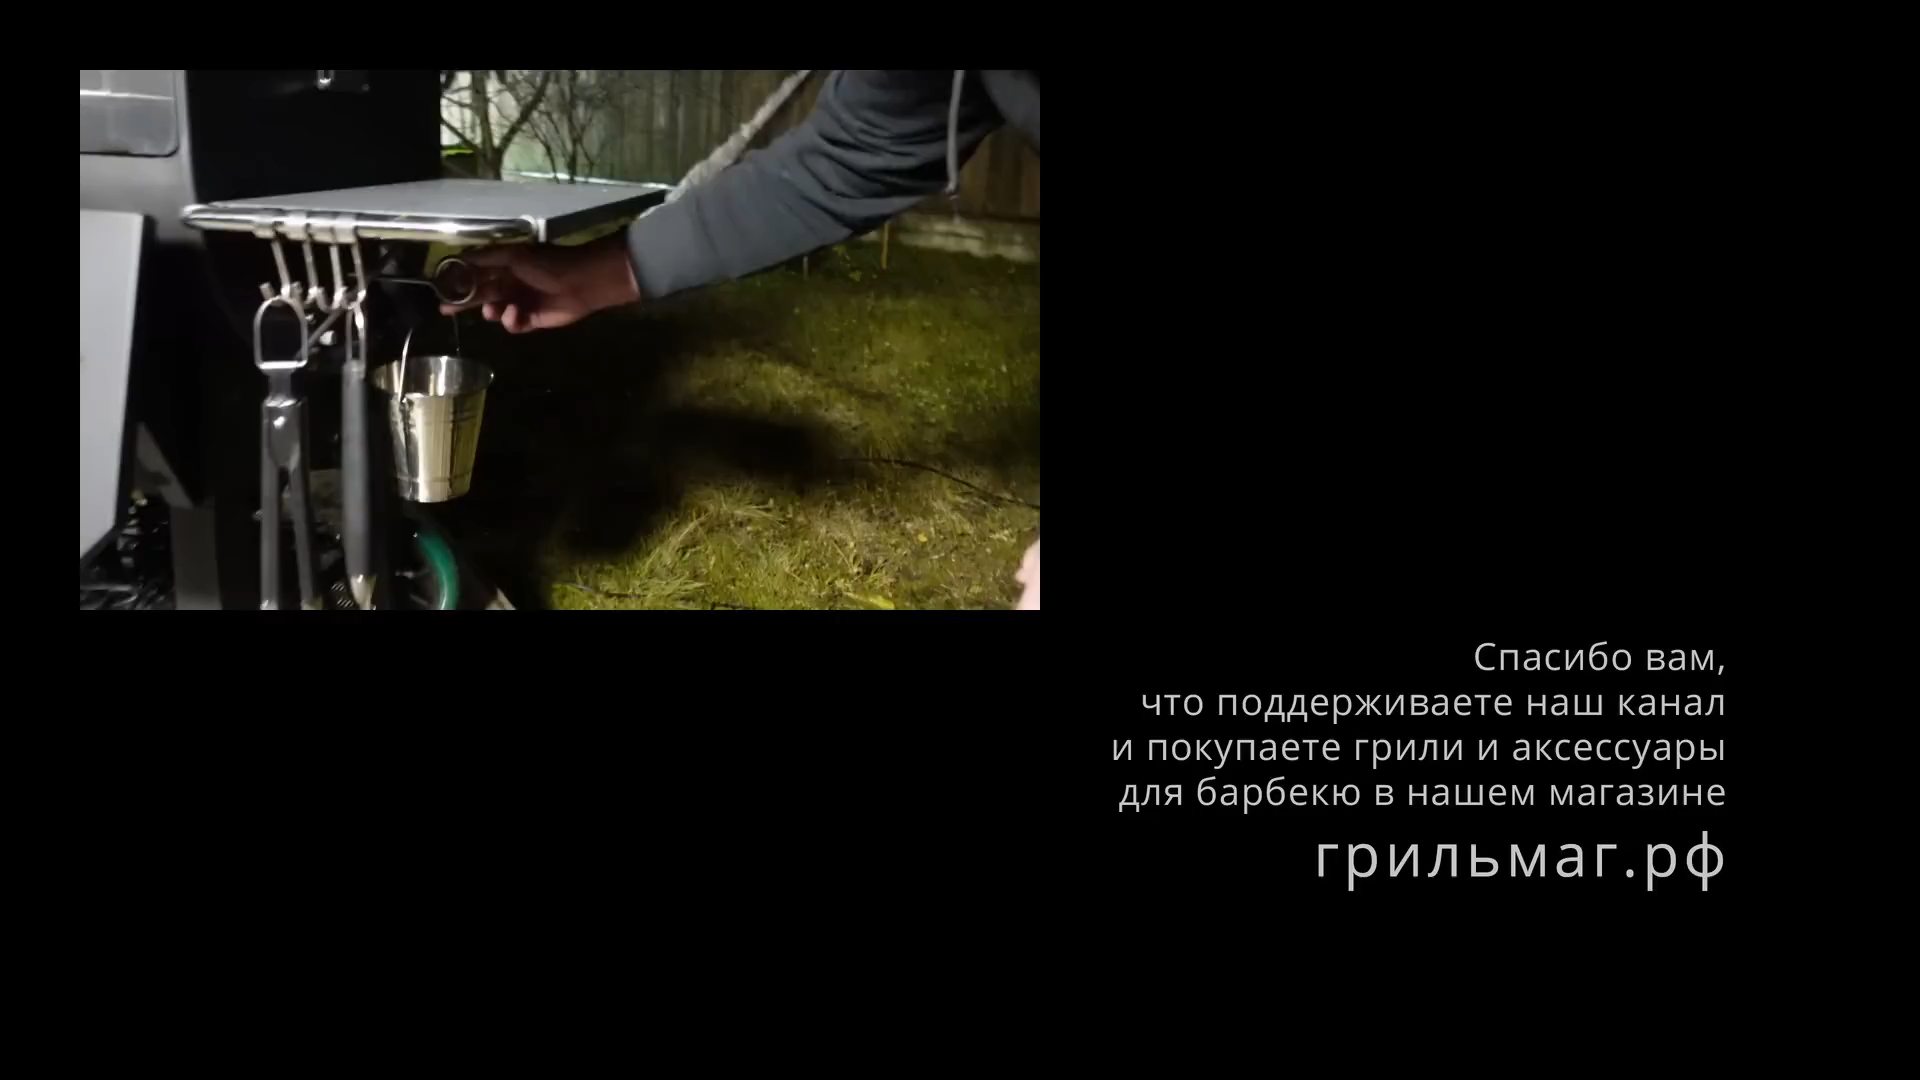 Спасибо вам,
что поддерживаете наш канал
и покупаете грили и аксессуары
для барбекю в нашем магазине
грильмаг.рф